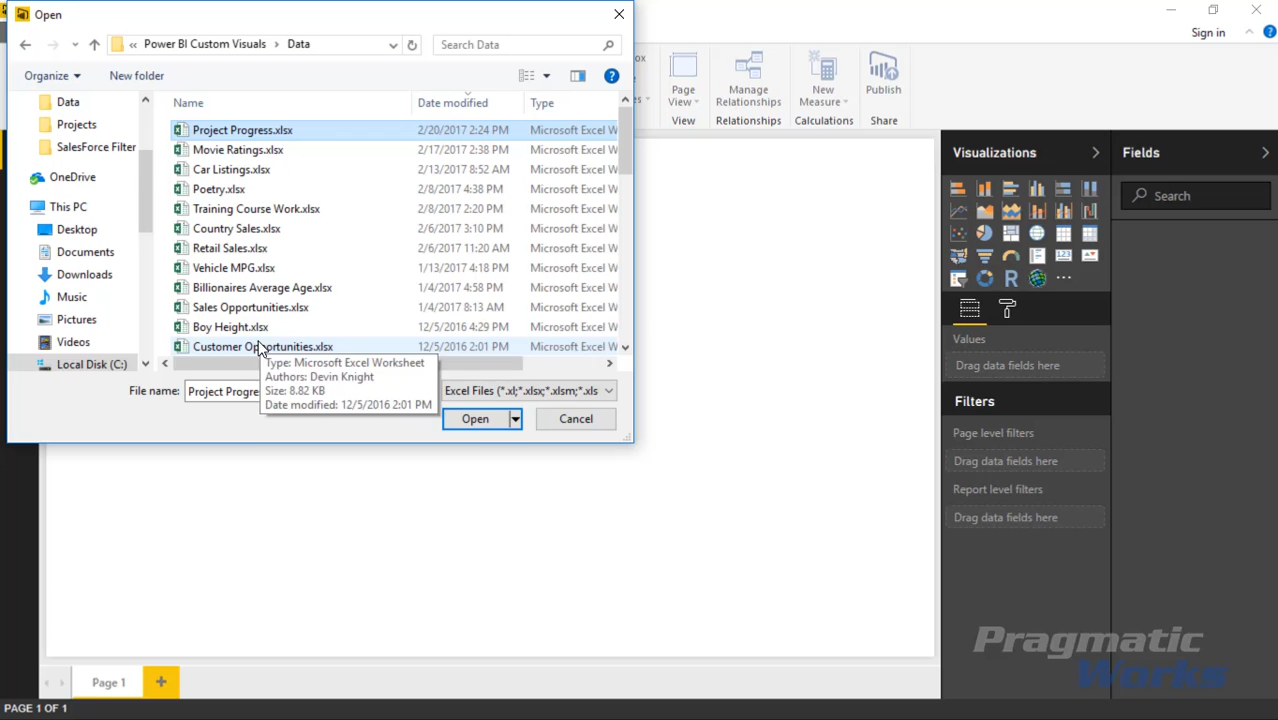 Open
Sign in
« Power BI Custom Visuals > Data
Search Data
Organize
New folder
Name
Date modified
Type
Data
Projects
SalesForce Filter
OneDrive
This PC
Desktop
Documents
Downloads
Music
Pictures
Videos
Local Disk (C:)
Project Progress.xlsx 2/20/2017 2:24 PM Microsoft Excel W
Movie Ratings.xlsx 2/17/2017 2:38 PM Microsoft Excel W
Car Listings.xlsx 2/13/2017 8:52 AM Microsoft Excel W
Poetry.xlsx 2/8/2017 4:38 PM Microsoft Excel W
Training Course Work.xlsx 2/8/2017 2:20 PM Microsoft Excel W
Country Sales.xlsx 2/6/2017 3:10 PM Microsoft Excel W
Retail Sales.xlsx 2/6/2017 11:20 AM Microsoft Excel W
Vehicle MPG.xlsx 1/13/2017 4:18 PM Microsoft Excel W
Billionaires Average Age.xlsx 1/4/2017 4:58 PM Microsoft Excel W
Sales Opportunities.xlsx 1/4/2017 8:13 AM Microsoft Excel W
Boy Height.xlsx 12/5/2016 4:29 PM Microsoft Excel W
Customer Opportunities.xlsx 12/5/2016 2:01 PM Microsoft Excel W
Type: Microsoft Excel Worksheet
Authors: Devin Knight
Size: 8.82 KB
Date modified: 12/5/2016 2:01 PM
File name: Project Progre
Excel Files (*.xl;*.xlsx;*.xlsm;*.xls
Open
Cancel
Page View
Manage Relationships
New Measure
Publish
View
Relationships
Calculations
Share
Visualizations
Fields
Search
Values
Drag data fields here
Filters
Page level filters
Drag data fields here
Report level filters
Drag data fields here
Pragmatic
Works
Page 1
PAGE 1 OF 1